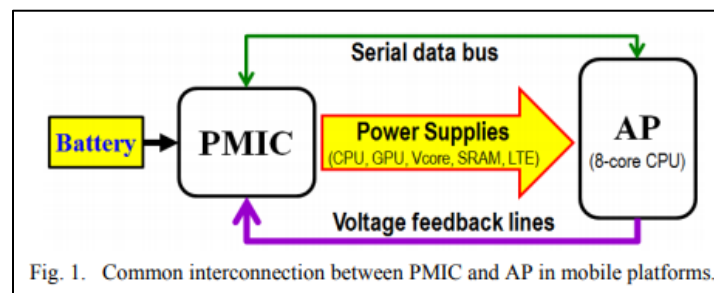 Serial data bus
Battery
PMIC
Power Supplies
(CPU, GPU, Vcore, SRAM, LTE)
AP
(8-core CPU)
Voltage feedback lines
Fig. 1. Common interconnection between PMIC and AP in mobile platforms.